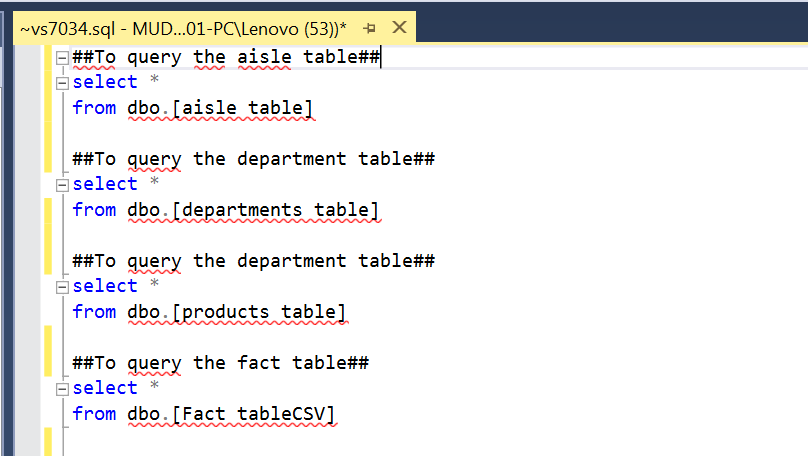 ~vs7034.sql - MUD...01-PC\Lenovo (53))*
##To query the aisle table##
select *
from dbo.[aisle table]
##To query the department table##
select *
from dbo.[departments table]
##To query the department table##
select *
from dbo.[products table]
##To query the fact table##
select *
from dbo.[Fact tableCSV]